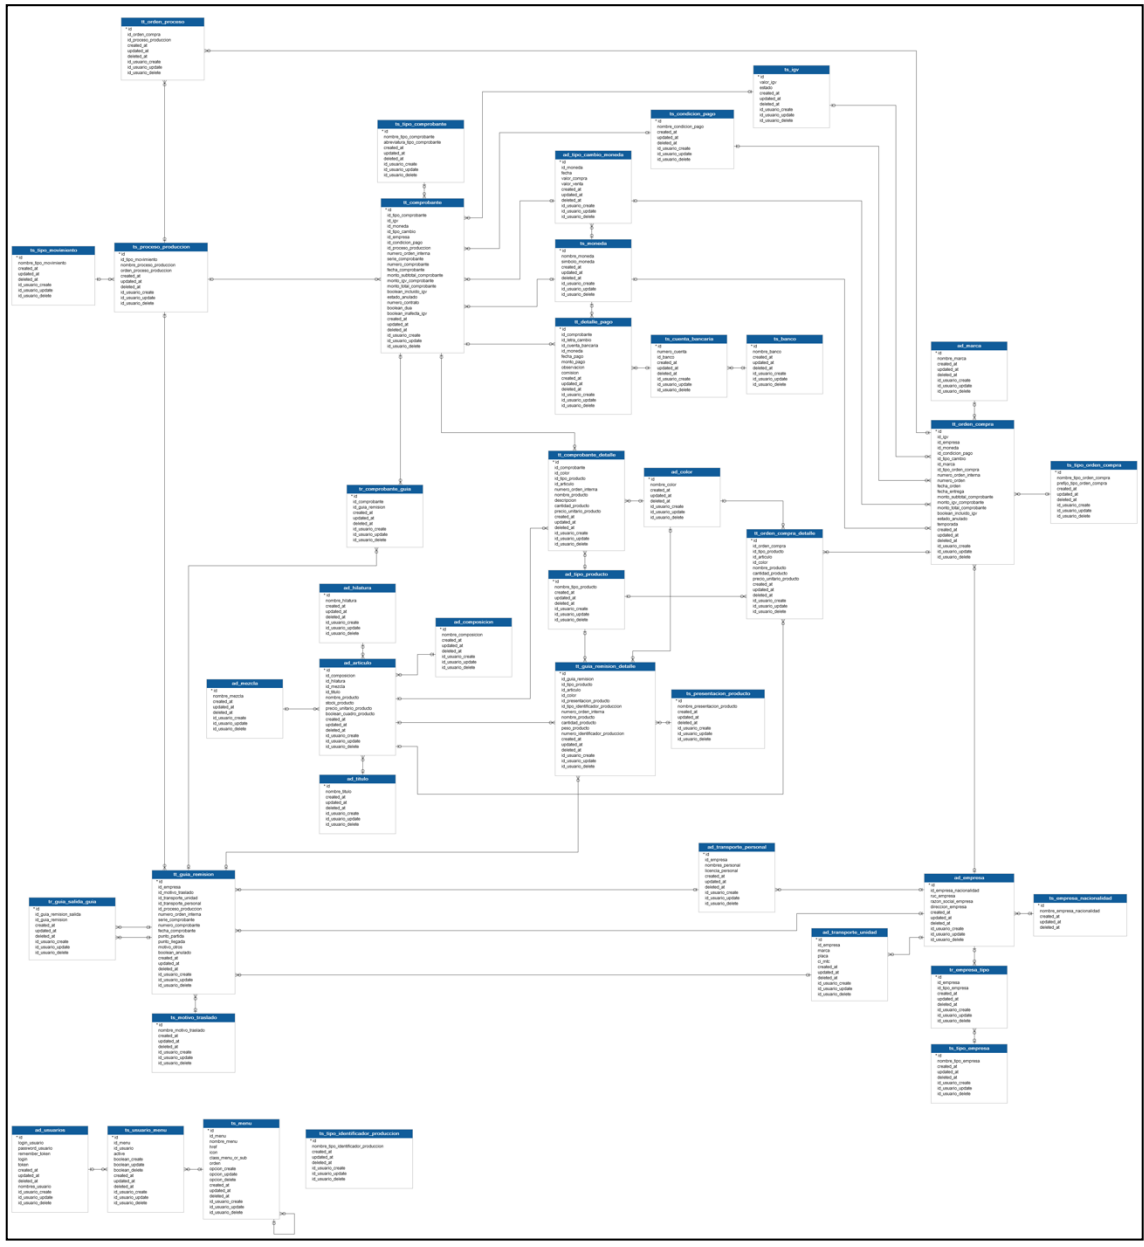 tt_orden_proceso
* id
id_orden_compra
id_proceso_produccion
created_at
updated_at
deleted_at
id_usuario_create
id_usuario_update
id_usuario_delete
ts_igv
* id
valor_igv
estado
created_at
updated_at
deleted_at
id_usuario_create
id_usuario_update
id_usuario_delete
ts_condicion_pago
* id
nombre_condicion_pago
created_at
updated_at
deleted_at
id_usuario_create
id_usuario_update
id_usuario_delete
ts_tipo_comprobante
* id
nombre_tipo_comprobante
abreviatura_tipo_comprobante
created_at
updated_at
deleted_at
id_usuario_create
id_usuario_update
id_usuario_delete
ad_tipo_cambio_moneda
* id
id_moneda
fecha
valor_compra
valor_venta
created_at
updated_at
deleted_at
id_usuario_create
id_usuario_update
id_usuario_delete
tt_comprobante
* id
id_tipo_comprobante
id_igv
id_moneda
id_tipo_cambio
id_empresa
id_condicion_pago
id_proceso_produccion
numero_orden_interna
serie_comprobante
numero_comprobante
fecha_comprobante
monto_subtotal_comprobante
monto_igv_comprobante
monto_total_comprobante
boolean_incluido_igv
estado_anulado
numero_contrato
boolean_dua
created_at
updated_at
deleted_at
id_usuario_create
id_usuario_update
id_usuario_delete
ts_tipo_movimiento
* id
nombre_tipo_movimiento
created_at
updated_at
deleted_at
id_usuario_create
id_usuario_update
id_usuario_delete
ts_proceso_produccion
* id
id_tipo_movimiento
nombre_proceso_produccion
orden_proceso_produccion
created_at
updated_at
deleted_at
id_usuario_create
id_usuario_update
id_usuario_delete
ts_moneda
* id
nombre_moneda
simbolo_moneda
created_at
updated_at
deleted_at
id_usuario_create
id_usuario_update
id_usuario_delete
tt_detalle_pago
* id
id_comprobante
id_letra_cambio
id_cuenta_bancaria
id_moneda
fecha_pago
monto_pago
observacion
comision
created_at
updated_at
deleted_at
id_usuario_create
id_usuario_update
id_usuario_delete
ts_cuenta_bancaria
* id
numero_cuenta
id_banco
created_at
updated_at
deleted_at
id_usuario_create
id_usuario_update
id_usuario_delete
ts_banco
* id
nombre_banco
created_at
updated_at
deleted_at
id_usuario_create
id_usuario_update
id_usuario_delete
ad_marca
* id
nombre_marca
created_at
updated_at
deleted_at
id_usuario_create
id_usuario_update
id_usuario_delete
tt_orden_compra
* id
id_igv
id_empresa
id_moneda
id_condicion_pago
id_tipo_cambio
id_marca
id_tipo_orden_compra
numero_orden_interna
numero_orden
fecha_orden
fecha_entrega
monto_subtotal_comprobante
monto_igv_comprobante
monto_total_comprobante
boolean_incluido_igv
estado_anulado
temporada
created_at
updated_at
deleted_at
id_usuario_create
id_usuario_update
id_usuario_delete
ts_tipo_orden_compra
* id
nombre_tipo_orden_compra
prefijo_tipo_orden_compra
created_at
updated_at
deleted_at
id_usuario_create
id_usuario_update
id_usuario_delete
tt_comprobante_detalle
* id
id_comprobante
id_color
id_tipo_producto
id_articulo
numero_orden_interna
nombre_producto
descripcion
cantidad_producto
precio_unitario_producto
created_at
updated_at
deleted_at
id_usuario_create
id_usuario_update
id_usuario_delete
ad_color
* id
nombre_color
created_at
updated_at
deleted_at
id_usuario_create
id_usuario_update
id_usuario_delete
tr_comprobante_guia
* id
id_comprobante
id_guia_remision
created_at
updated_at
deleted_at
id_usuario_create
id_usuario_update
id_usuario_delete
tt_orden_compra_detalle
* id
id_orden_compra
id_tipo_producto
id_articulo
id_color
nombre_producto
cantidad_producto
precio_unitario_producto
created_at
updated_at
deleted_at
id_usuario_create
id_usuario_update
id_usuario_delete
ad_tipo_producto
* id
nombre_tipo_producto
created_at
updated_at
deleted_at
id_usuario_create
id_usuario_update
id_usuario_delete
ad_hilatura
* id
nombre_hilatura
created_at
updated_at
deleted_at
id_usuario_create
id_usuario_update
id_usuario_delete
ad_composicion
* id
nombre_composicion
created_at
updated_at
deleted_at
id_usuario_create
id_usuario_update
id_usuario_delete
ad_articulo
* id
id_composicion
id_hilatura
id_mezcla
id_titulo
nombre_producto
stock_producto
precio_unitario_producto
boolean_cuadro_producto
created_at
updated_at
deleted_at
id_usuario_create
id_usuario_update
id_usuario_delete
ad_mezcla
* id
nombre_mezcla
created_at
updated_at
deleted_at
id_usuario_create
id_usuario_update
id_usuario_delete
tt_guia_remision_detalle
* id
id_guia_remision
id_tipo_producto
id_articulo
id_color
id_presentacion_producto
id_tipo_identificador_produccion
numero_orden_interna
nombre_producto
cantidad_producto
peso_producto
numero_identificador_produccion
created_at
updated_at
deleted_at
id_usuario_create
id_usuario_update
id_usuario_delete
ts_presentacion_producto
* id
nombre_presentacion_producto
created_at
updated_at
deleted_at
id_usuario_create
id_usuario_update
id_usuario_delete
ad_titulo
* id
nombre_titulo
created_at
updated_at
deleted_at
id_usuario_create
id_usuario_update
id_usuario_delete
ad_transporte_personal
* id
id_empresa
nombres_personal
licencia_personal
created_at
updated_at
deleted_at
id_usuario_create
id_usuario_update
id_usuario_delete
tt_guia_remision
* id
id_empresa
id_motivo_traslado
id_transporte_unidad
id_transporte_personal
id_proceso_produccion
numero_orden_interna
serie_comprobante
numero_comprobante
fecha_comprobante
punto_partida
punto_llegada
motivo_otros
boolean_anulado
created_at
updated_at
deleted_at
id_usuario_create
id_usuario_update
id_usuario_delete
ad_empresa
* id
id_empresa_nacionalidad
ruc_empresa
razon_social_empresa
direccion_empresa
created_at
updated_at
deleted_at
id_usuario_create
id_usuario_update
id_usuario_delete
tr_guia_salida_guia
* id
id_guia_remision_salida
id_guia_remision
created_at
updated_at
deleted_at
id_usuario_create
id_usuario_update
id_usuario_delete
ts_empresa_nacionalidad
* id
nombre_empresa_nacionalidad
created_at
updated_at
deleted_at
ad_transporte_unidad
* id
id_empresa
marca
placa
ci_mtc
created_at
updated_at
deleted_at
id_usuario_create
id_usuario_update
id_usuario_delete
tr_empresa_tipo
* id
id_empresa
id_tipo_empresa
created_at
updated_at
deleted_at
id_usuario_create
id_usuario_update
id_usuario_delete
ts_motivo_traslado
* id
nombre_motivo_traslado
created_at
updated_at
deleted_at
id_usuario_create
id_usuario_update
id_usuario_delete
ts_tipo_empresa
* id
nombre_tipo_empresa
created_at
updated_at
deleted_at
id_usuario_create
id_usuario_update
id_usuario_delete
ad_usuarios
* id
login_usuario
password_usuario
remember_token
login
token
created_at
updated_at
deleted_at
nombres_usuario
id_usuario_create
id_usuario_update
id_usuario_delete
ts_usuario_menu
* id
id_menu
id_usuario
active
boolean_create
boolean_update
boolean_delete
created_at
updated_at
deleted_at
id_usuario_create
id_usuario_update
id_usuario_delete
ts_menu
* id
id_menu
nombre_menu
href
icon
clase_menu_or_sub
orden
opcion_create
opcion_update
opcion_delete
created_at
updated_at
deleted_at
id_usuario_create
id_usuario_update
id_usuario_delete
ts_tipo_identificador_produccion
* id
nombre_tipo_identificador_produccion
created_at
updated_at
deleted_at
id_usuario_create
id_usuario_update
id_usuario_delete